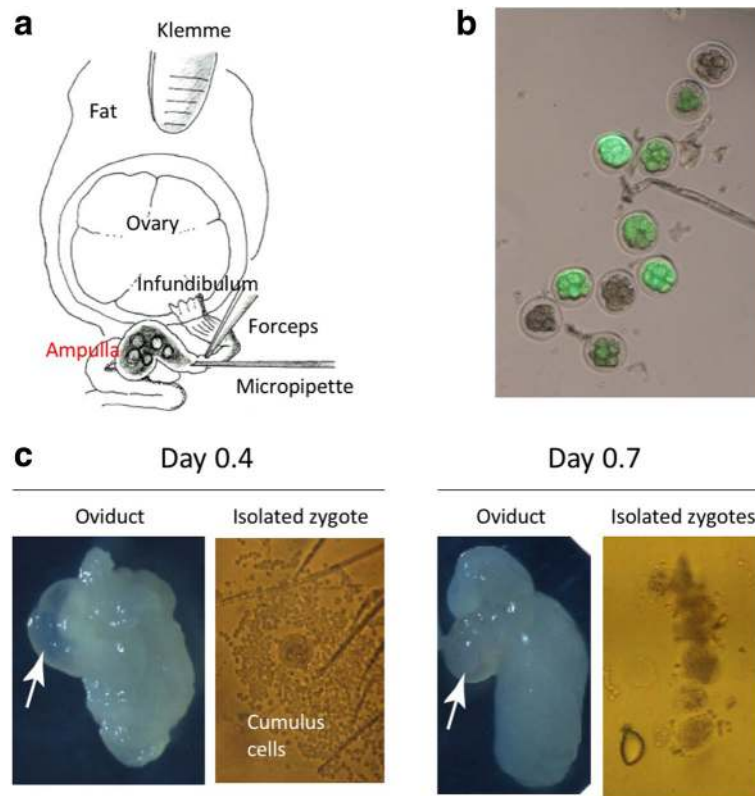 a
Klemme
Fat
Ovary
Infundibulum
Ampulla
Forceps
Micropipette
b
c
Day 0.4
Day 0.7
Oviduct
Isolated zygote
Oviduct
Isolated zygotes
Cumulus
cells